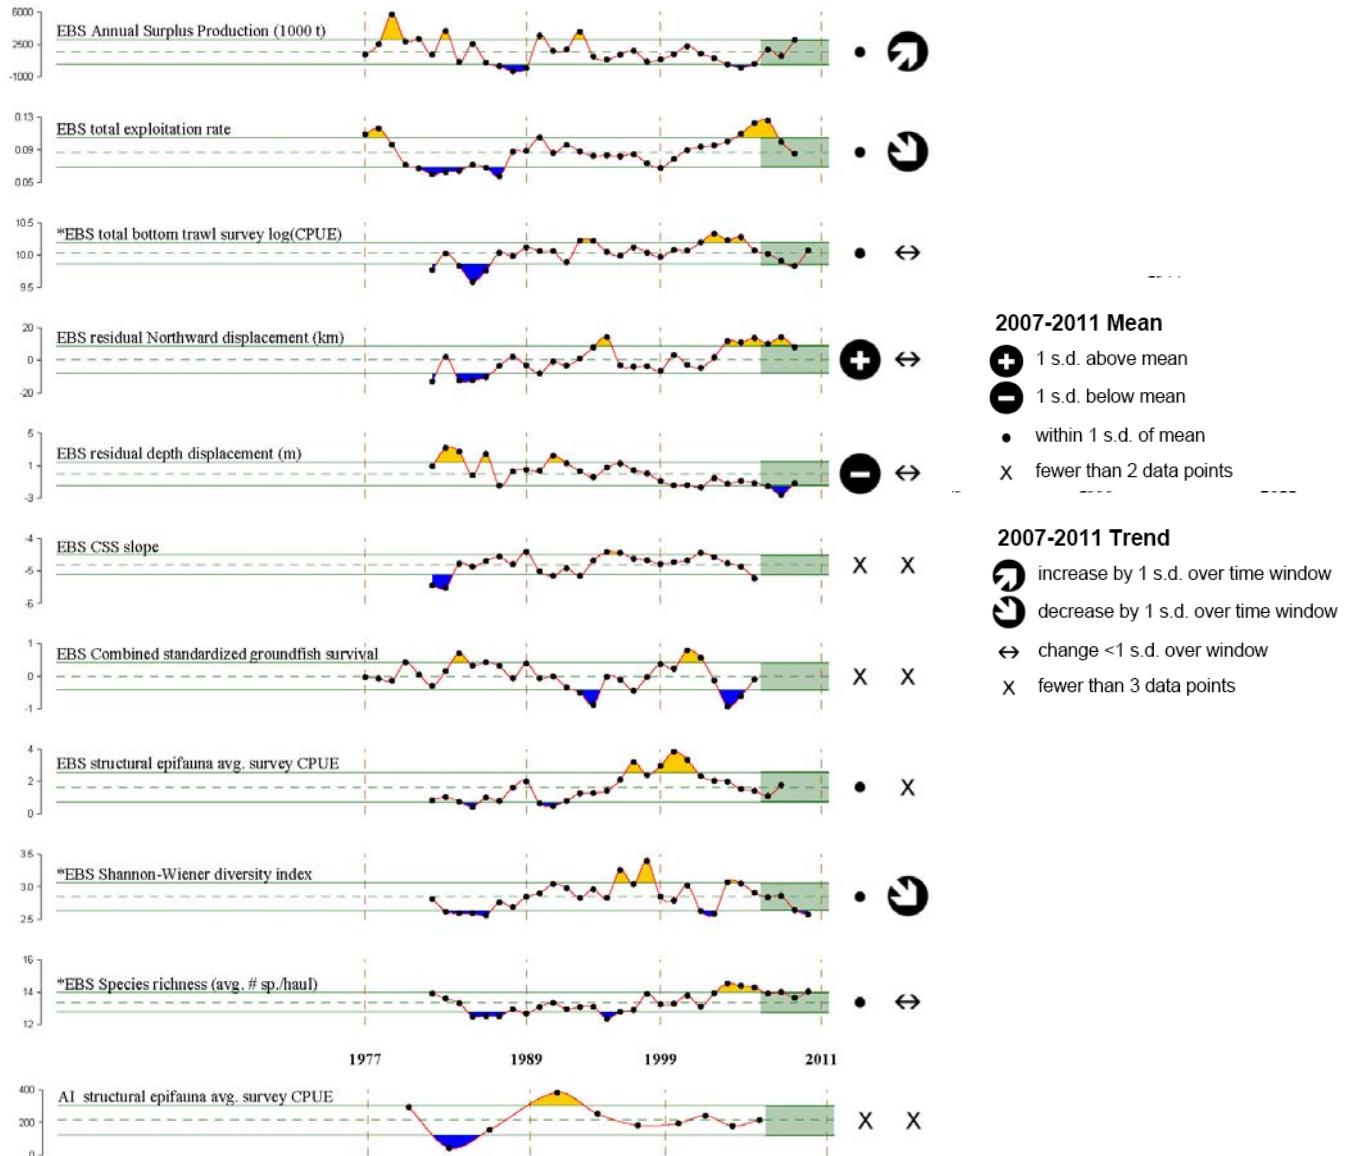 6000
2500
-1000
EBS Annual Surplus Production (1000 t)
0.13
0.09
0.05
EBS total exploitation rate
10.5
10.0
9.5
*EBS total bottom trawl survey log(CPUE)
20
0
-20
EBS residual Northward displacement (km)
5
1
-3
EBS residual depth displacement (m)
-4
-5
-6
EBS CSS slope
X X
1
0
-1
EBS Combined standardized groundfish survival
X X
4
2
0
EBS structural epifauna avg. survey CPUE
X
3.5
3.0
2.5
*EBS Shannon-Wiener diversity index
16
14
12
*EBS Species richness (avg. # sp./haul)
1977 1989 1999 2011
400
200
0
AI structural epifauna avg. survey CPUE
X X
2007-2011 Mean
1 s.d. above mean
1 s.d. below mean
within 1 s.d. of mean
X fewer than 2 data points
2007-2011 Trend
increase by 1 s.d. over time window
decrease by 1 s.d. over time window
change <1 s.d. over window
X fewer than 3 data points